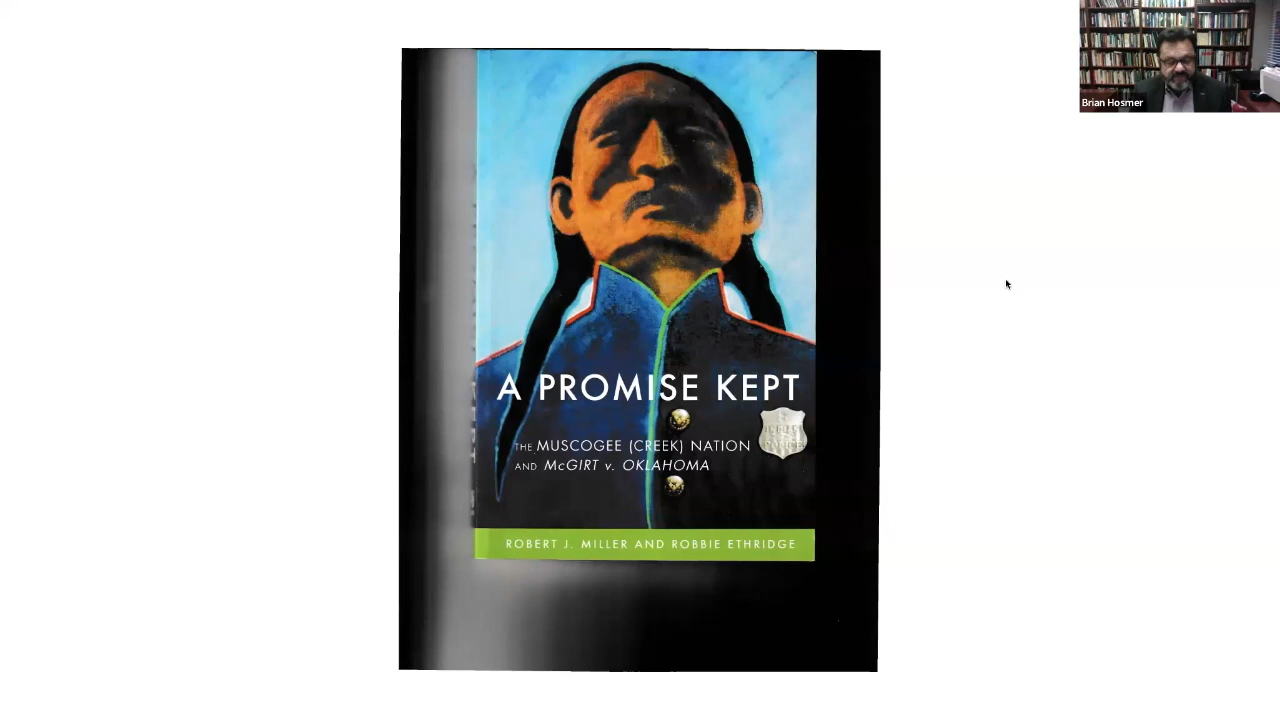 Brian Hosmer
A PROMISE KEPT
THE MUSCOGEE (CREEK) NATION
AND McGIRT v. OKLAHOMA
ROBERT J. MILLER AND ROBBIE ETHRIDGE